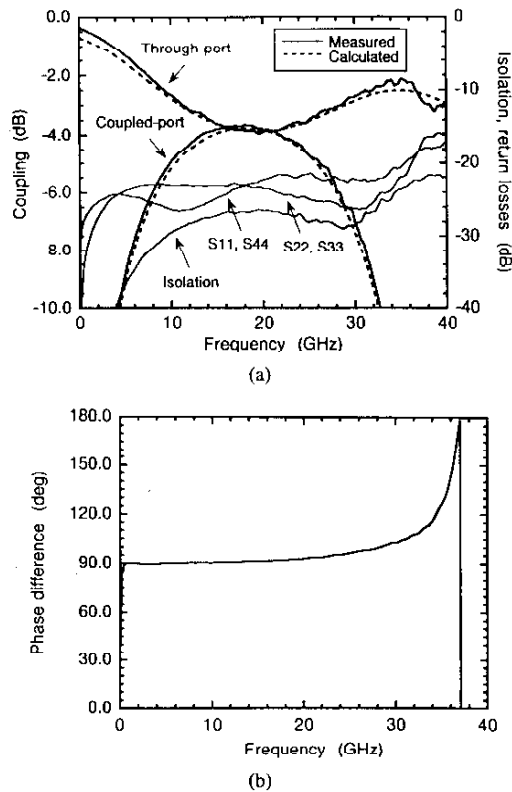 0.0
-2.0
-4.0
-6.0
-8.0
-10.0
Coupling (dB)
0
-10
-20
-30
-40
Isolation, return losses
(dB)
Measured
Calculated
Through port
Coupled-port
S11, S44
S22, S33
Isolation
0
10
20
30
40
Frequency (GHz)
(a)
180.0
150.0
120.0
90.0
60.0
30.0
0.0
Phase difference (deg)
0
10
20
30
40
Frequency (GHz)
(b)